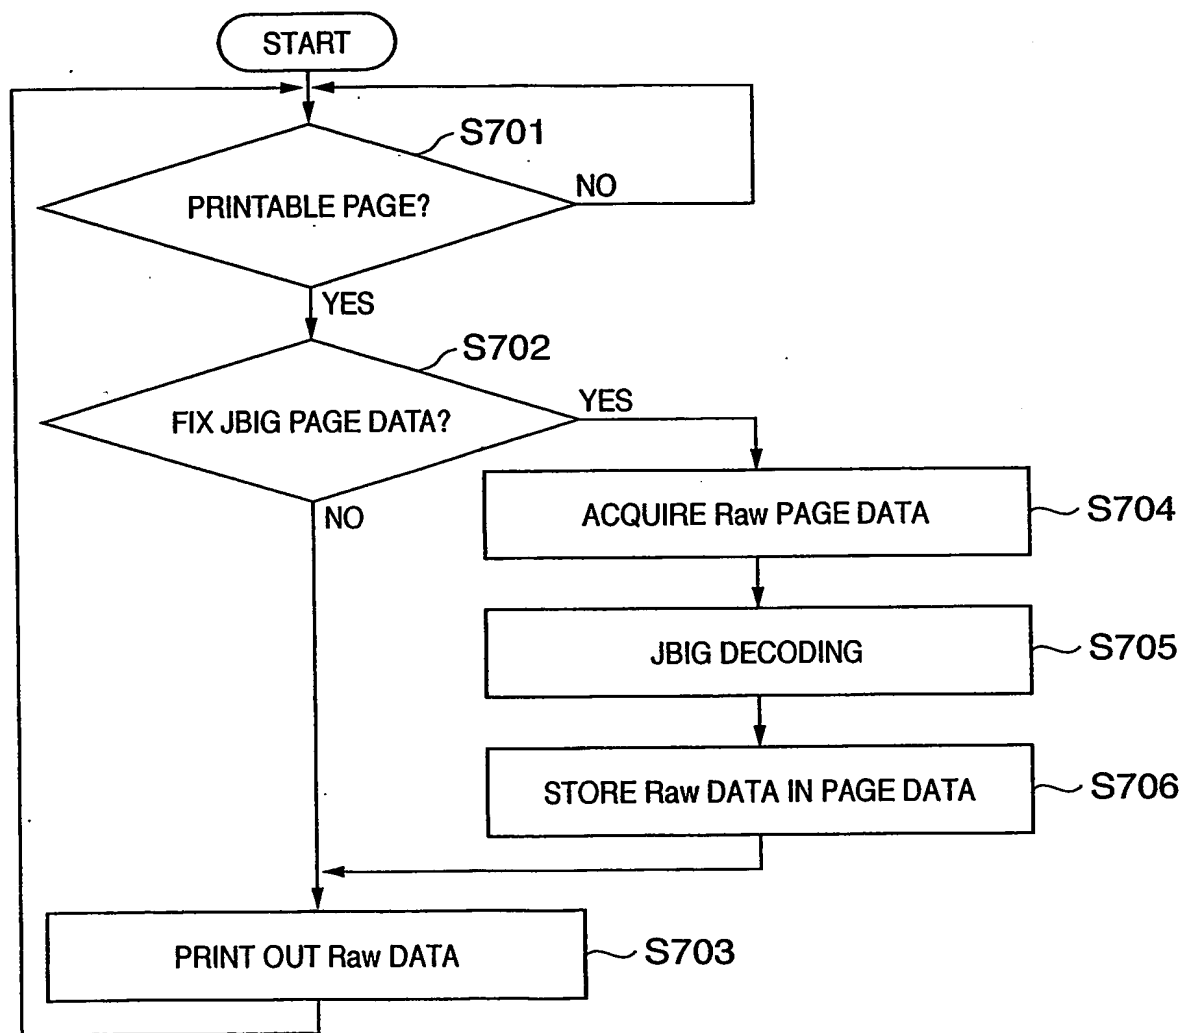 START
S701
PRINTABLE PAGE?
NO
YES
S702
FIX JBIG PAGE DATA?
YES
NO
ACQUIRE Raw PAGE DATA
S704
JBIG DECODING
S705
STORE Raw DATA IN PAGE DATA
S706
PRINT OUT Raw DATA
S703